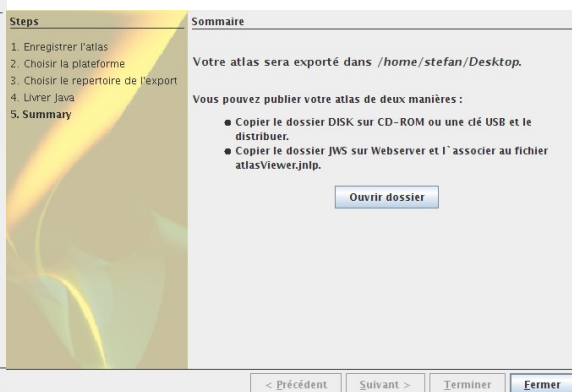 Steps
1. Enregistrer l'atlas
2. Choisir la plateforme
3. Choisir le repertoire de l'export
4. Livrer Java
5. Summary
Sommaire
Votre atlas sera exporté dans /home/stefan/Desktop.
Vous pouvez publier votre atlas de deux manières :
Copier le dossier DISK sur CD-ROM ou une clé USB et le
distribuer.
Copier le dossier JWS sur Webserver et l`associer au fichier
atlasViewer.jnlp.
Ouvrir dossier
< Précédent
Suivant >
Terminer
Fermer